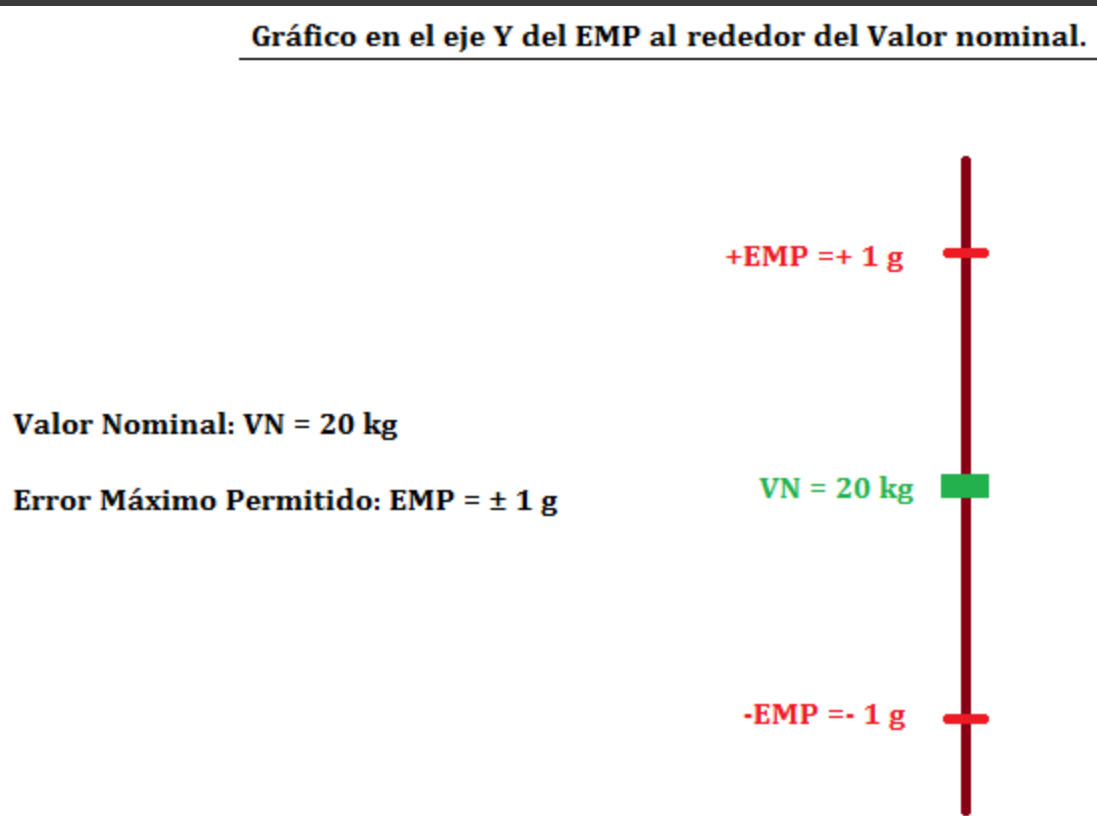 Gráfico en el eje Y del EMP al rededor del Valor nominal.
+EMP =+ 1 g
Valor Nominal: VN = 20 kg
Error Máximo Permitido: EMP = ± 1 g
VN = 20 kg
-EMP =- 1 g